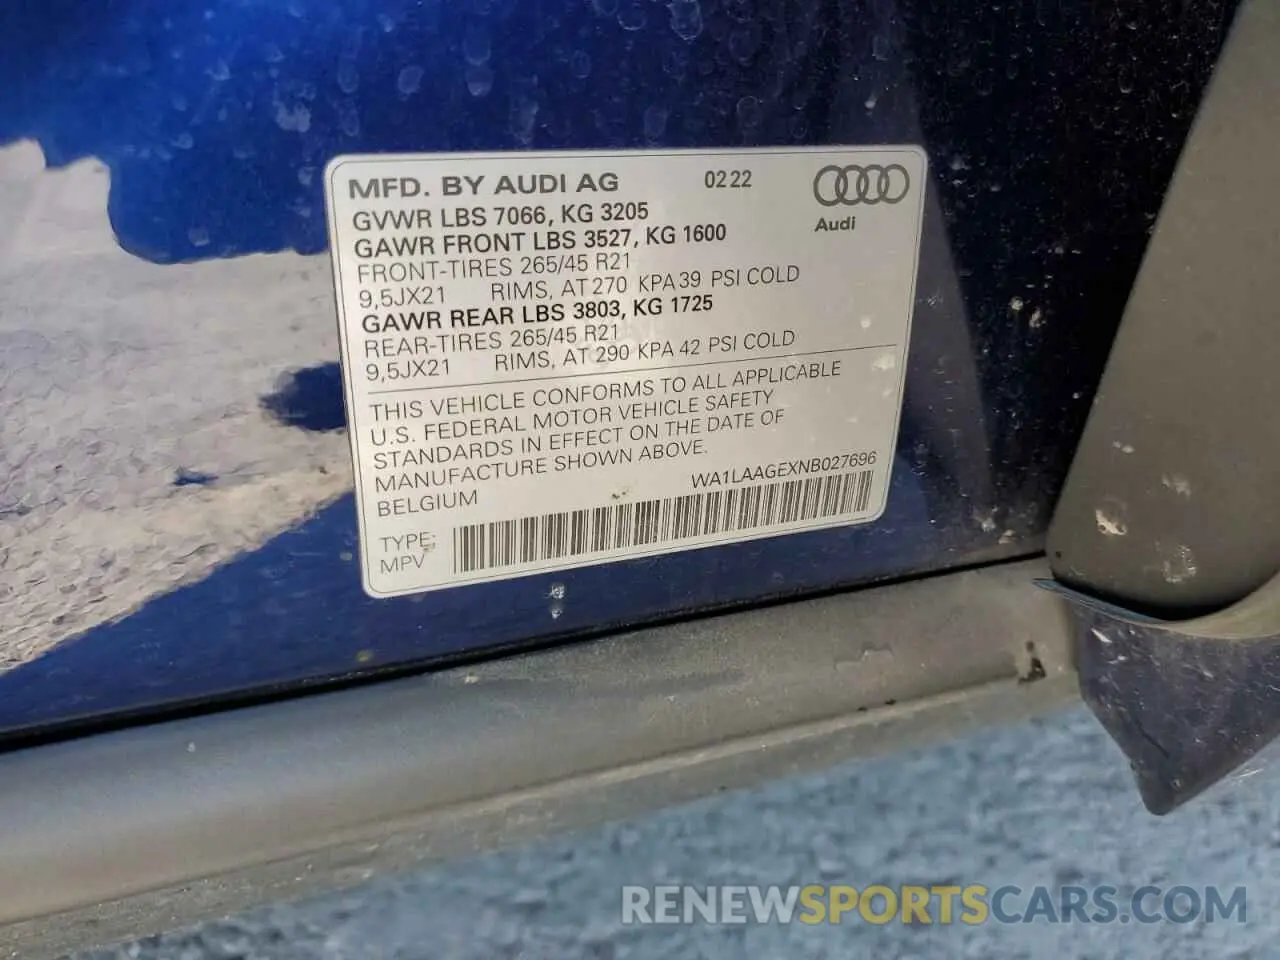 MFD. BY AUDI AG 02 22
Audi
GVWR LBS 7066, KG 3205
GAWR FRONT LBS 3527, KG 1600
FRONT-TIRES 265/45 R21
9,5JX21 RIMS, AT 270 KPA 39 PSI COLD
GAWR REAR LBS 3803, KG 1725
REAR-TIRES 265/45 R21
9,5JX21 RIMS, AT 290 KPA 42 PSI COLD
THIS VEHICLE CONFORMS TO ALL APPLICABLE
U.S. FEDERAL MOTOR VEHICLE SAFETY
STANDARDS IN EFFECT ON THE DATE OF
MANUFACTURE SHOWN ABOVE.
BELGIUM WA1LAAGEXNB027696
TYPE:
MPV
RENEWSPORTSCARS.COM